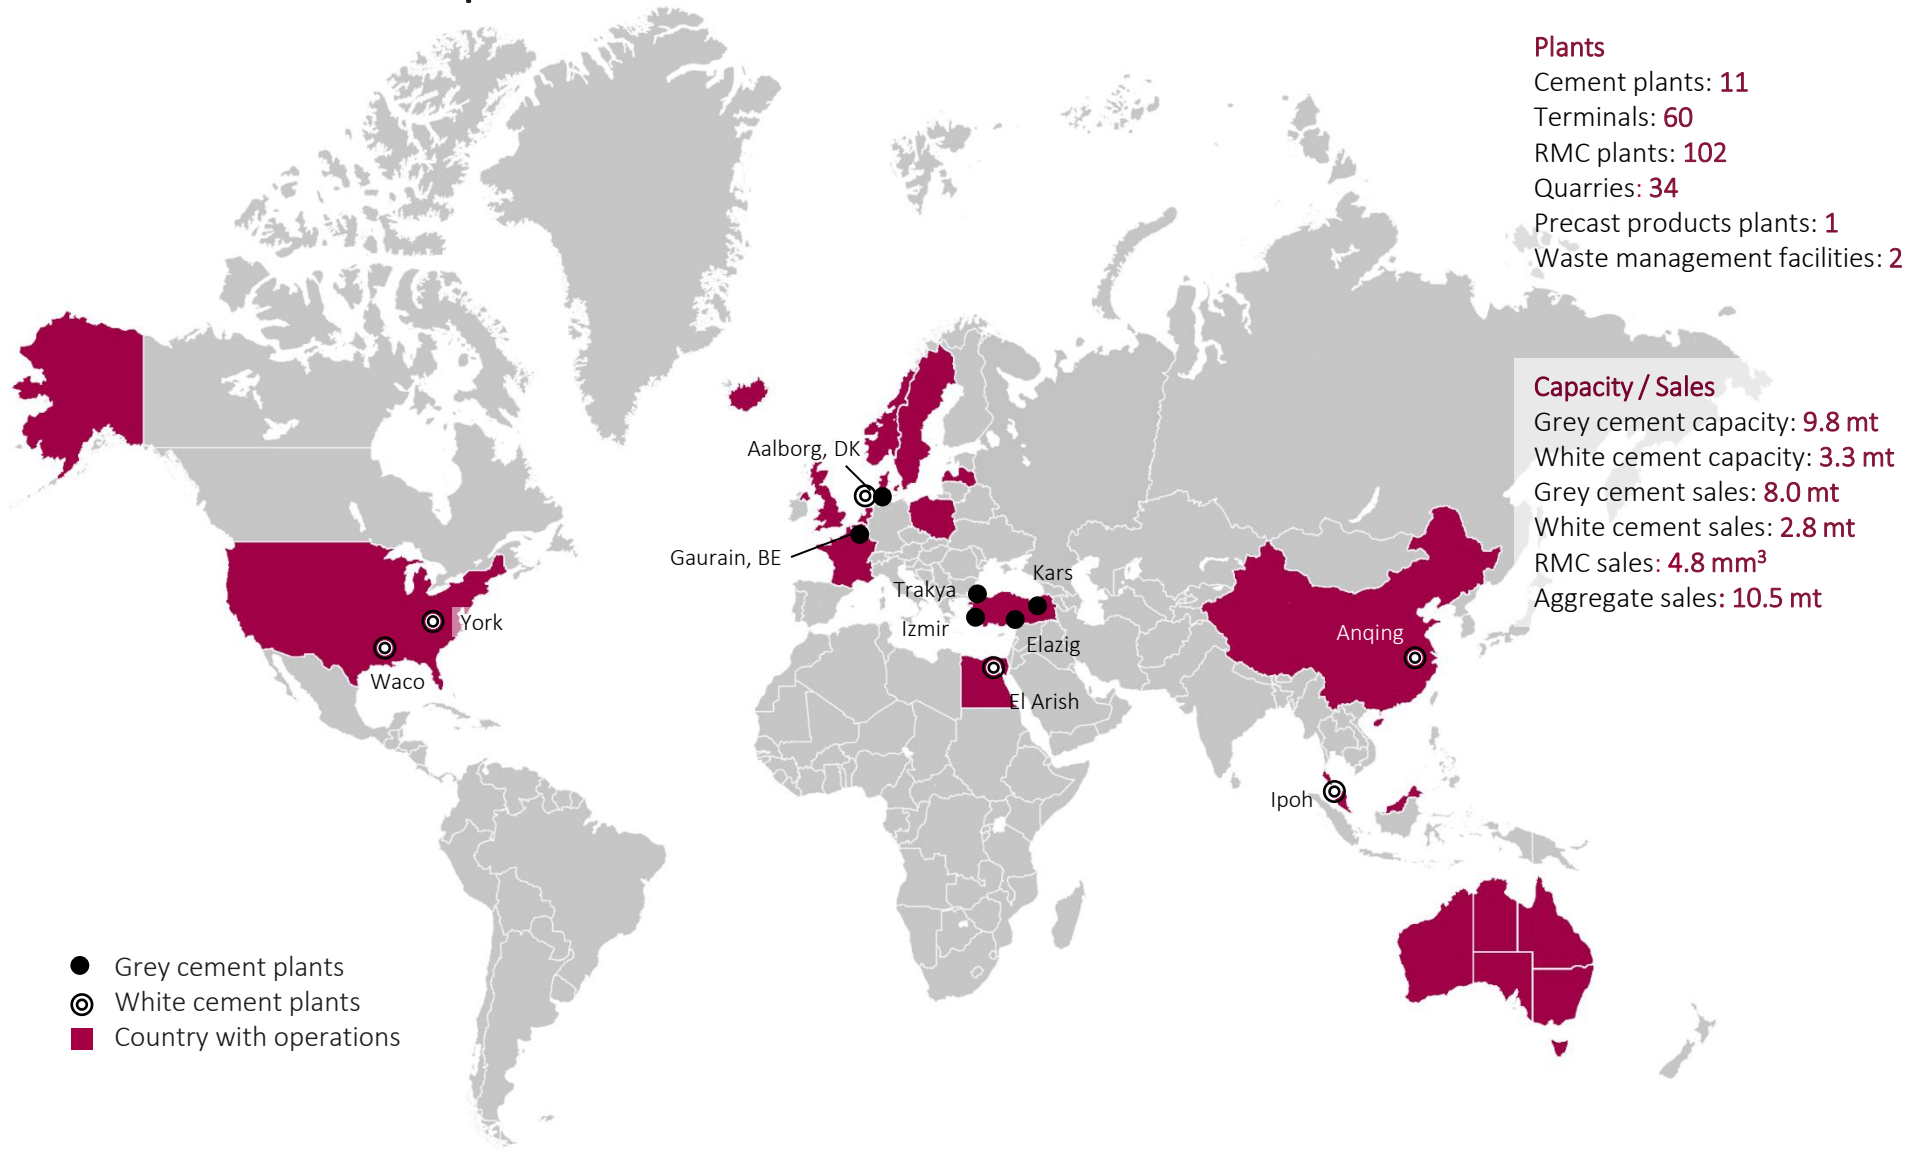 Plants
Cement plants: 11
Terminals: 60
RMC plants: 102
Quarries: 34
Precast products plants: 1
Waste management facilities: 2
Capacity / Sales
Grey cement capacity: 9.8 mt
White cement capacity: 3.3 mt
Grey cement sales: 8.0 mt
White cement sales: 2.8 mt
RMC sales: 4.8 mm³
Aggregate sales: 10.5 mt
Aalborg, DK
Gaurain, BE
Kars
Trakya
Izmir
Elazig
El Arish
York
Waco
Anqing
Ipoh
Grey cement plants
White cement plants
Country with operations